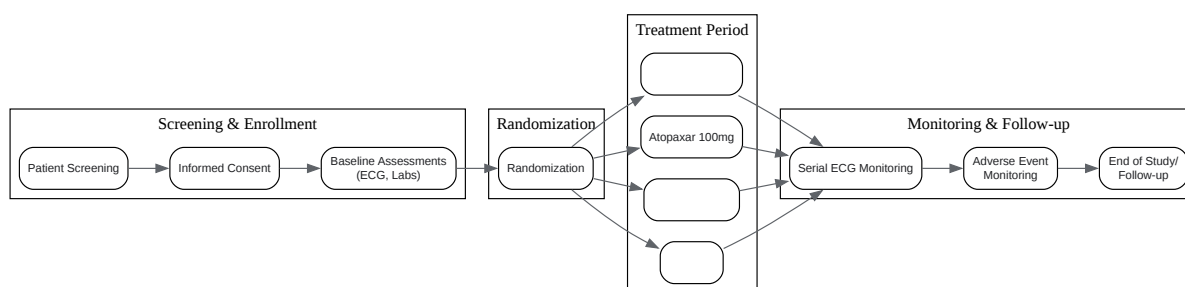 Screening & Enrollment
Patient Screening
Informed Consent
Baseline Assessments
(ECG, Labs)
Randomization
Randomization
Treatment Period
Atopaxar 100mg
Monitoring & Follow-up
Serial ECG Monitoring
Adverse Event
Monitoring
End of Study/
Follow-up